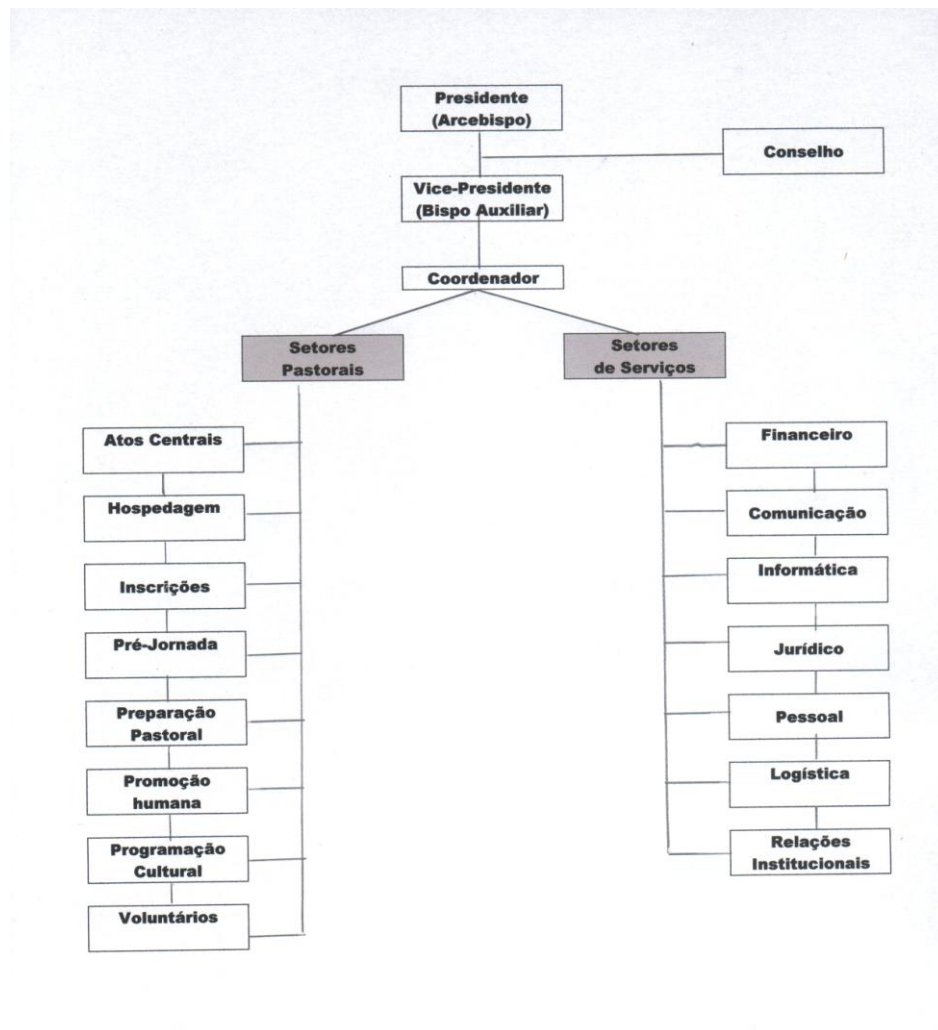 Presidente
(Arcebispo)
Conselho
Vice-Presidente
(Bispo Auxiliar)
Coordenador
Setores
Pastorais
Setores
de Serviços
Atos Centrais
Hospedagem
Inscrições
Pré-Jornada
Preparação
Pastoral
Promoção
humana
Programação
Cultural
Voluntários
Financeiro
Comunicação
Informática
Jurídico
Pessoal
Logística
Relações
Institucionais